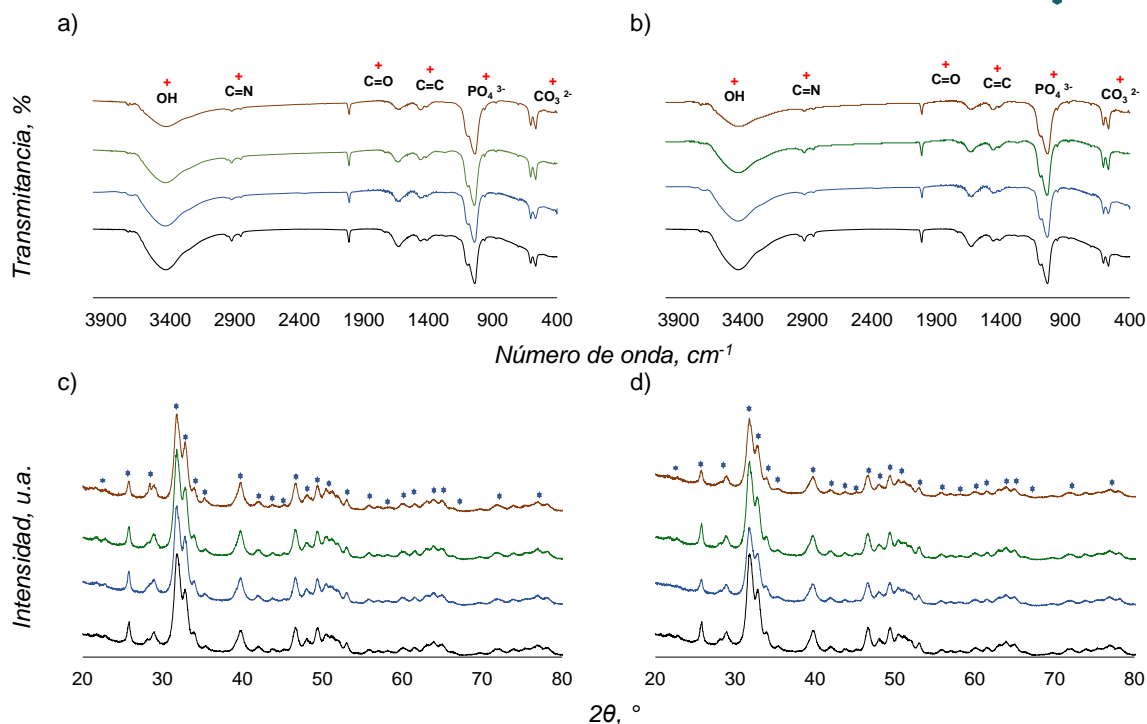 a)
b)
OH
C=N
C=O
C=C
PO₄ ³⁻
CO₃ ²⁻
OH
C=N
C=O
C=C
PO₄ ³⁻
CO₃ ²⁻
Transmitancia, %
3900 3400 2900 2400 1900 1400 900 400
3900 3400 2900 2400 1900 1400 900 400
Número de onda, cm⁻¹
c)
d)
Intensidad, u.a.
20 30 40 50 60 70 80
20 30 40 50 60 70 80
2θ, °